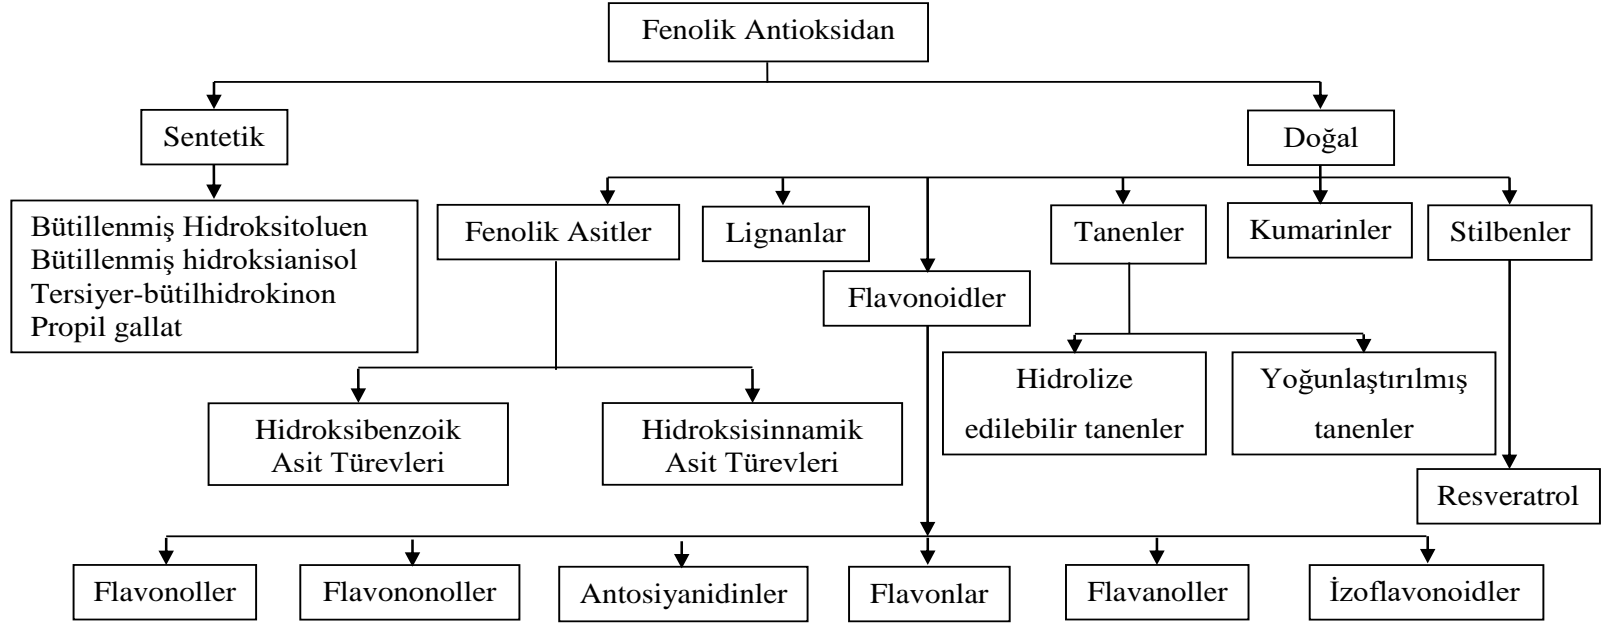 Fenolik Antioksidan
Sentetik
Doğal
Bütillenmiş Hidroksitoluen
Bütillenmiş hidroksianisol
Tersiyer-bütilhidrokinon
Propil gallat
Fenolik Asitler
Lignanlar
Flavonoidler
Tanenler
Kumarinler
Stilbenler
Hidroksibenzoik
Asit Türevleri
Hidroksisinnamik
Asit Türevleri
Hidrolize
edilebilir tanenler
Yoğunlaştırılmış
tanenler
Resveratrol
Flavonoller
Flavononoller
Antosiyanidinler
Flavonlar
Flavanoller
İzoflavonoidler